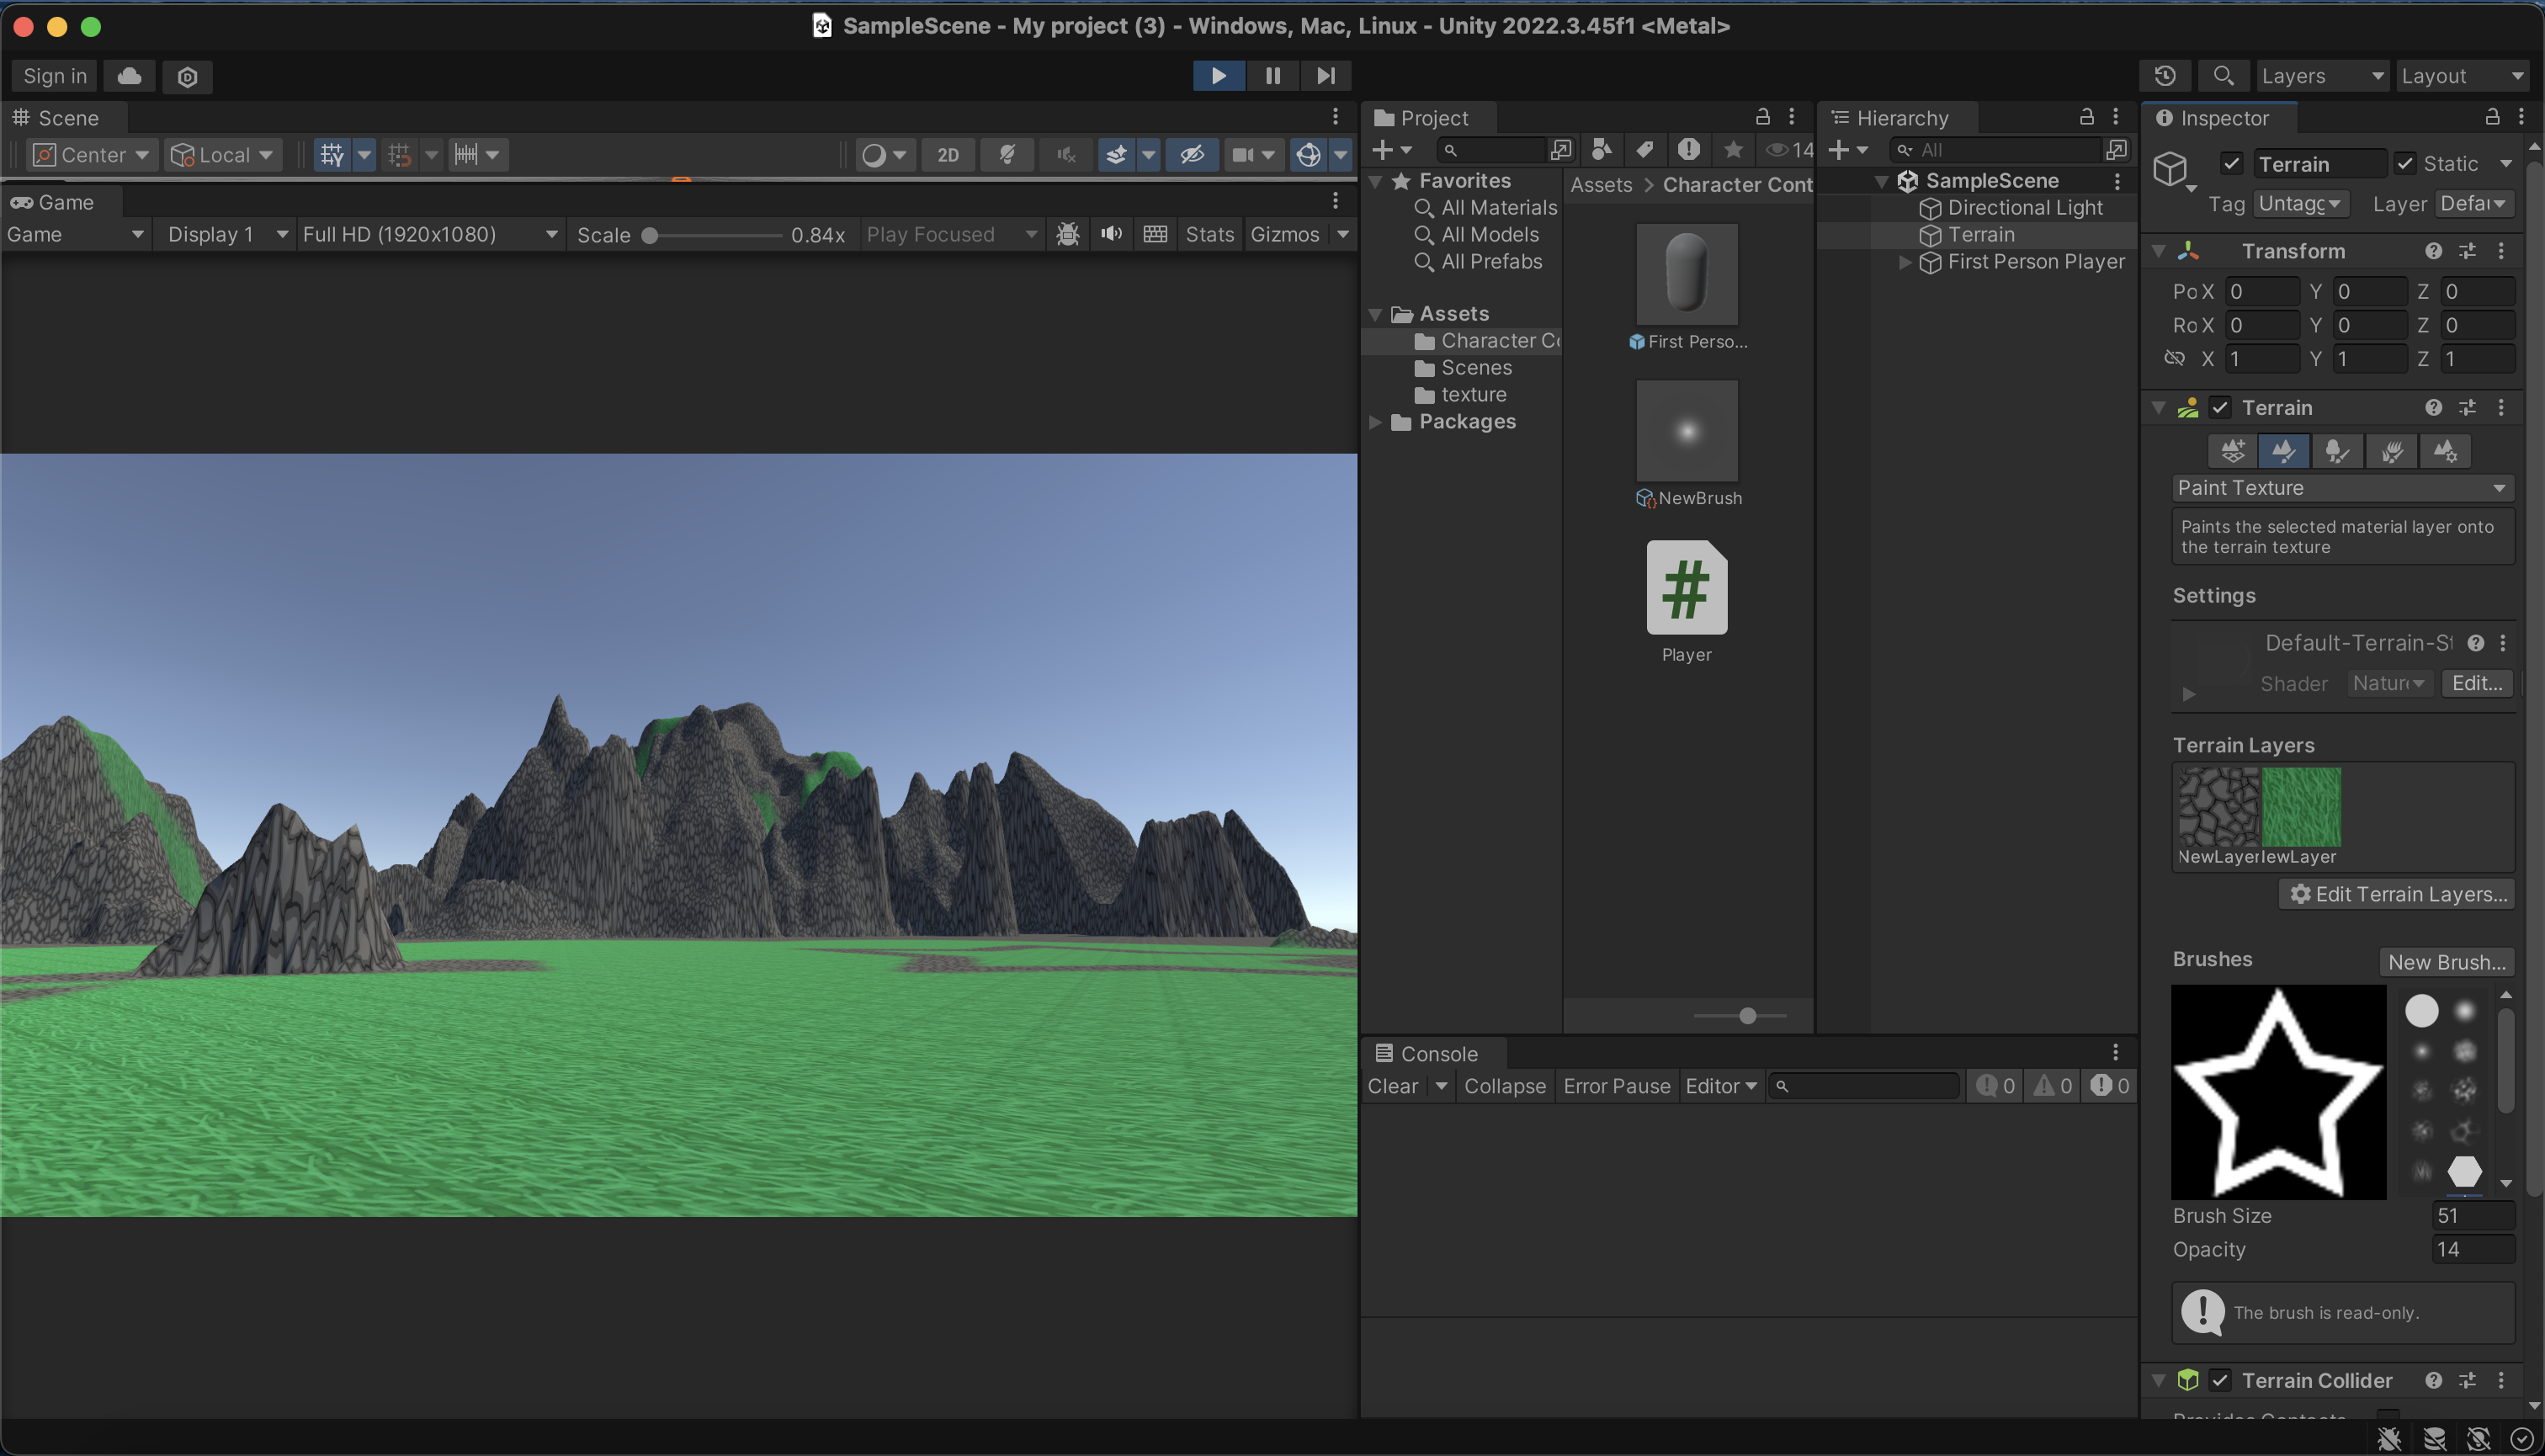 SampleScene - My project (3) - Windows, Mac, Linux - Unity 2022.3.45f1 <Metal>
Sign in
Layers
Layout
Scene
Center
Local
2D
Game
Game
Display 1
Full HD (1920x1080)
Scale
0.84x
Play Focused
Stats
Gizmos
Project
14
Favorites
All Materials
All Models
All Prefabs
Assets
Character Co
Scenes
texture
Packages
Assets > Character Cont
First Perso...
NewBrush
#
Player
Hierarchy
All
SampleScene
Directional Light
Terrain
First Person Player
Console
Clear
Collapse
Error Pause
Editor
0
0
0
Inspector
Terrain
Static
Tag
Untagg
Layer
Defau
Transform
Po X 0 Y 0 Z 0
Ro X 0 Y 0 Z 0
X 1 Y 1 Z 1
Terrain
Paint Texture
Paints the selected material layer onto
the terrain texture
Settings
Default-Terrain-St
Shader
Natur
Edit...
Terrain Layers
NewLayer
lewLayer
Edit Terrain Layers...
Brushes
New Brush...
Brush Size
51
Opacity
14
The brush is read-only.
Terrain Collider